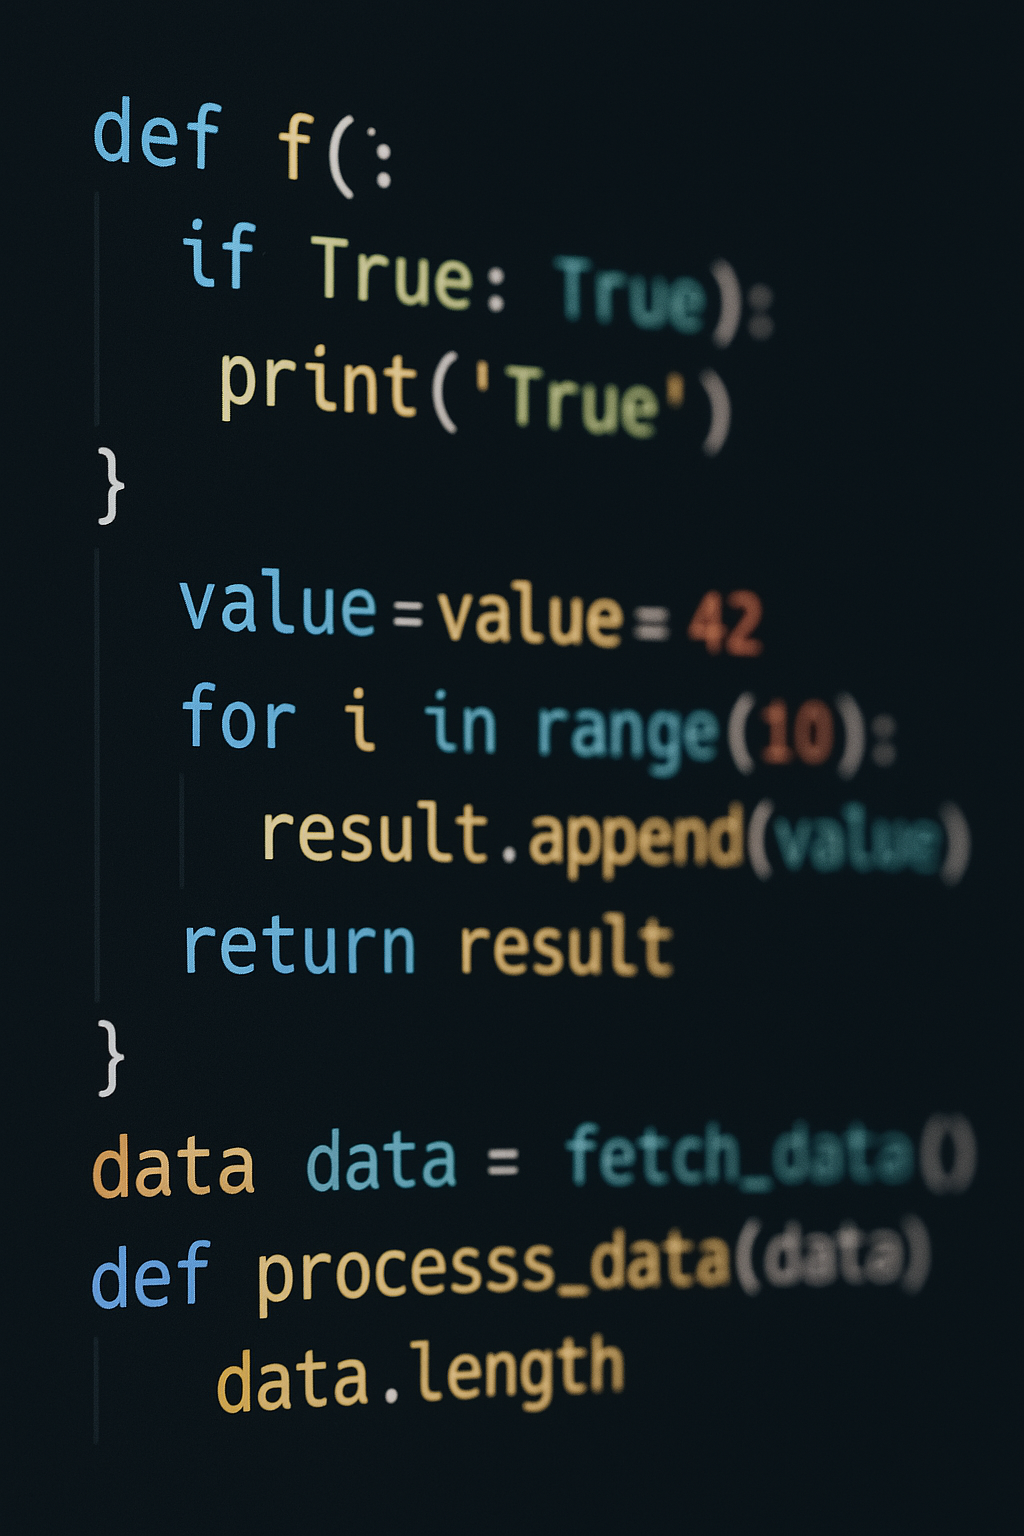 def f(:
if True: True):
print('True')
}
value=value=42
for i in range(10):
result.append(value)
return result
}
data data = fetch_data()
def processs_data(data)
data.length